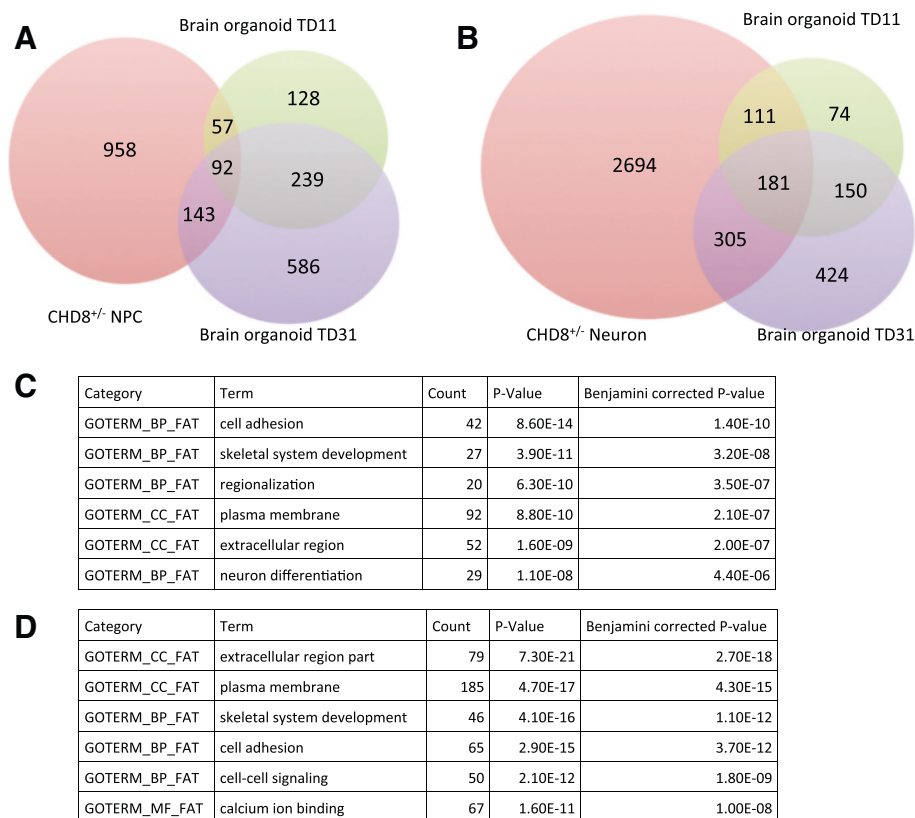 A
Brain organoid TD11
128
57
958
92
239
143
586
CHD8+/- NPC
Brain organoid TD31
B
Brain organoid TD11
111
74
2694
181
150
305
424
CHD8+/- Neuron
Brain organoid TD31
C
Category Term Count P-Value Benjamini corrected P-value
GOTERM_BP_FAT cell adhesion 42 8.60E-14 1.40E-10
GOTERM_BP_FAT skeletal system development 27 3.90E-11 3.20E-08
GOTERM_BP_FAT regionalization 20 6.30E-10 3.50E-07
GOTERM_CC_FAT plasma membrane 92 8.80E-10 2.10E-07
GOTERM_CC_FAT extracellular region 52 1.60E-09 2.00E-07
GOTERM_BP_FAT neuron differentiation 29 1.10E-08 4.40E-06
D
Category Term Count P-Value Benjamini corrected P-value
GOTERM_CC_FAT extracellular region part 79 7.30E-21 2.70E-18
GOTERM_CC_FAT plasma membrane 185 4.70E-17 4.30E-15
GOTERM_BP_FAT skeletal system development 46 4.10E-16 1.10E-12
GOTERM_BP_FAT cell adhesion 65 2.90E-15 3.70E-12
GOTERM_BP_FAT cell-cell signaling 50 2.10E-12 1.80E-09
GOTERM_MF_FAT calcium ion binding 67 1.60E-11 1.00E-08